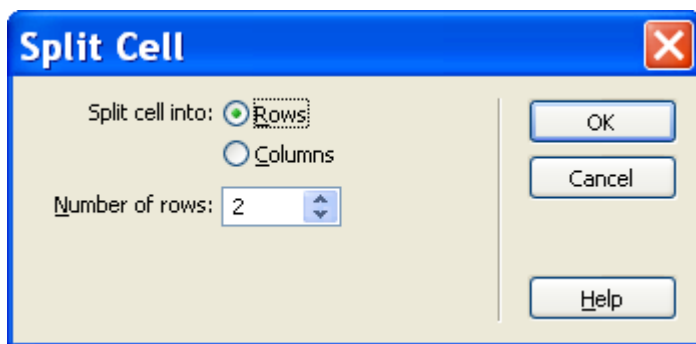 Split Cell
Split cell into: Rows
Columns
Number of rows: 2
OK
Cancel
Help